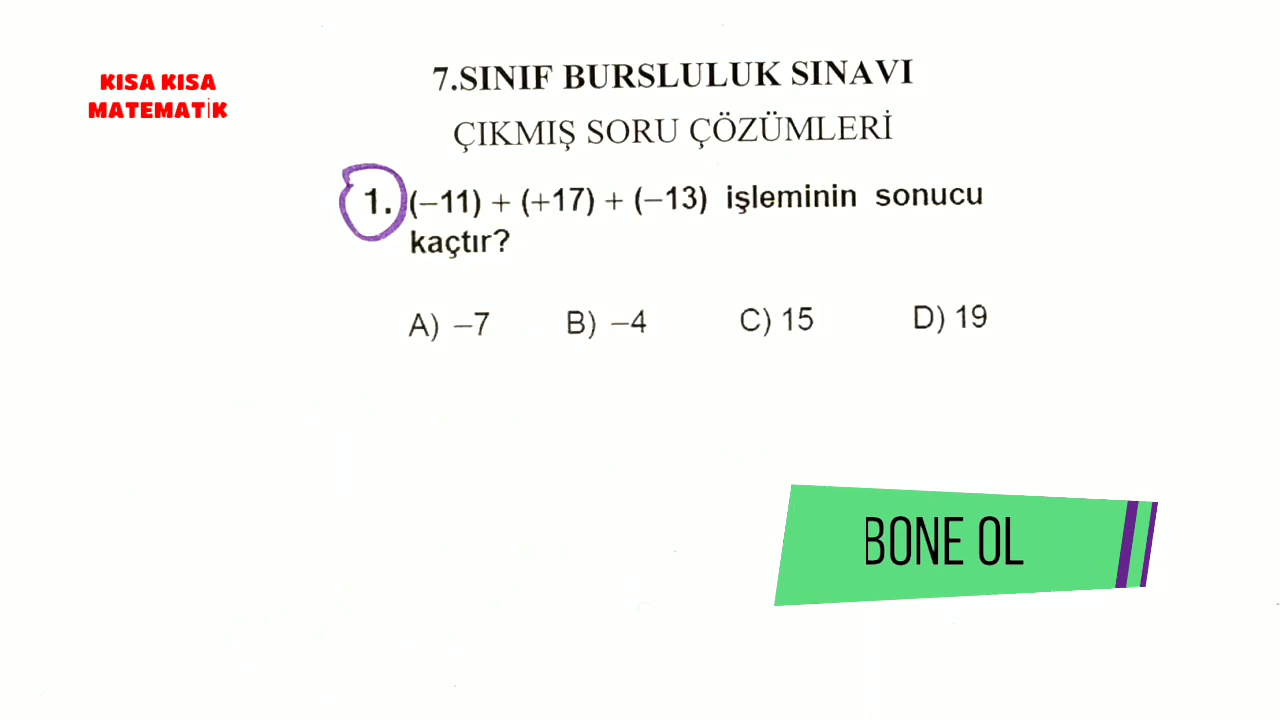 KISA KISA
MATEMATİK
7.SINIF BURSLULUK SINAVI
ÇIKMIŞ SORU ÇÖZÜMLERİ
1. (−11) + (+17) + (−13) işleminin sonucu
kaçtır?
A) −7 B) −4 C) 15 D) 19
BONE OL